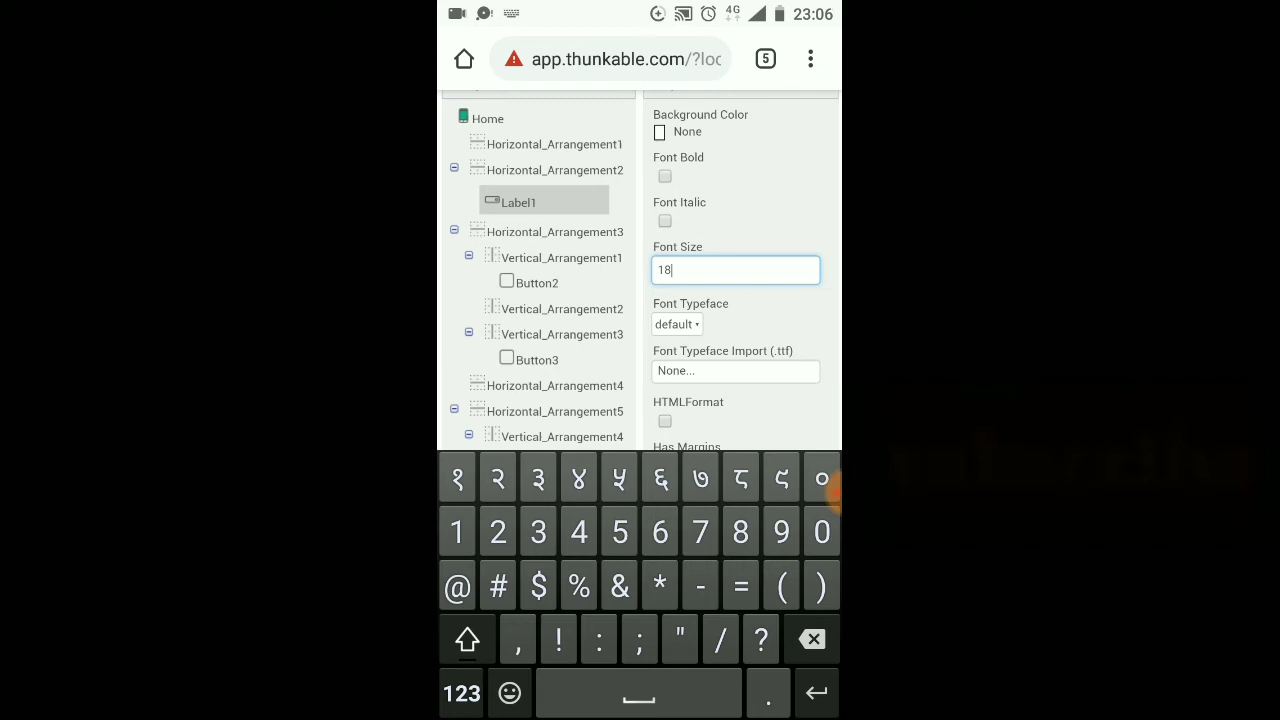 4G 23:06
app.thunkable.com/?loc 5
Home
Horizontal_Arrangement1
Horizontal_Arrangement2
Label1
Horizontal_Arrangement3
Vertical_Arrangement1
Button2
Vertical_Arrangement2
Vertical_Arrangement3
Button3
Horizontal_Arrangement4
Horizontal_Arrangement5
Vertical_Arrangement4
Background Color
None
Font Bold
Font Italic
Font Size
18
Font Typeface
default
Font Typeface Import (.ttf)
None...
HTMLFormat
Has Margins
१ २ ३ ४ ५ ६ ७ ८ ९ ०
1 2 3 4 5 6 7 8 9 0
@ # $ % & * - = ( )
, ! : ; " / ?
123 .